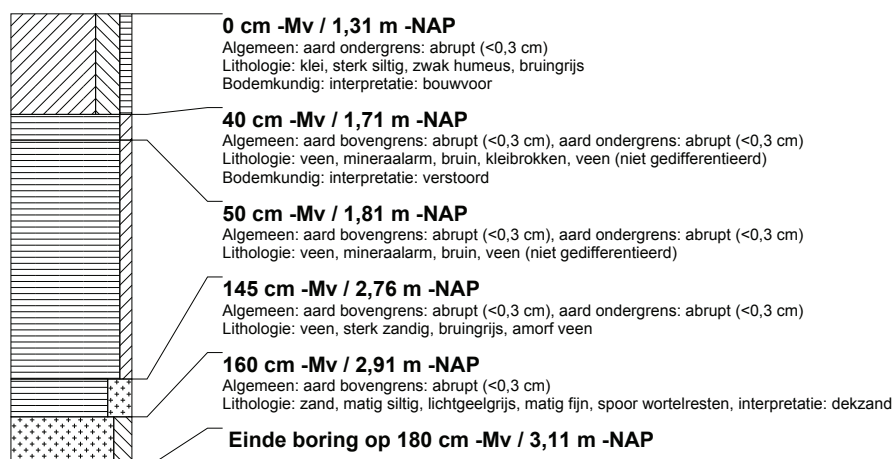 0 cm -Mv / 1,31 m -NAP
Algemeen: aard ondergrens: abrupt (<0,3 cm)
Lithologie: klei, sterk siltig, zwak humeus, bruingrijs
Bodemkundig: interpretatie: bouwvoor
40 cm -Mv / 1,71 m -NAP
Algemeen: aard bovengrens: abrupt (<0,3 cm), aard ondergrens: abrupt (<0,3 cm)
Lithologie: veen, mineraalarm, bruin, kleibrokken, veen (niet gedifferentieerd)
Bodemkundig: interpretatie: verstoord
50 cm -Mv / 1,81 m -NAP
Algemeen: aard bovengrens: abrupt (<0,3 cm), aard ondergrens: abrupt (<0,3 cm)
Lithologie: veen, mineraalarm, bruin, veen (niet gedifferentieerd)
145 cm -Mv / 2,76 m -NAP
Algemeen: aard bovengrens: abrupt (<0,3 cm), aard ondergrens: abrupt (<0,3 cm)
Lithologie: veen, sterk zandig, bruingrijs, amorf veen
160 cm -Mv / 2,91 m -NAP
Algemeen: aard bovengrens: abrupt (<0,3 cm)
Lithologie: zand, matig siltig, lichtgeelgrijs, matig fijn, spoor wortelresten, interpretatie: dekzand
Einde boring op 180 cm -Mv / 3,11 m -NAP